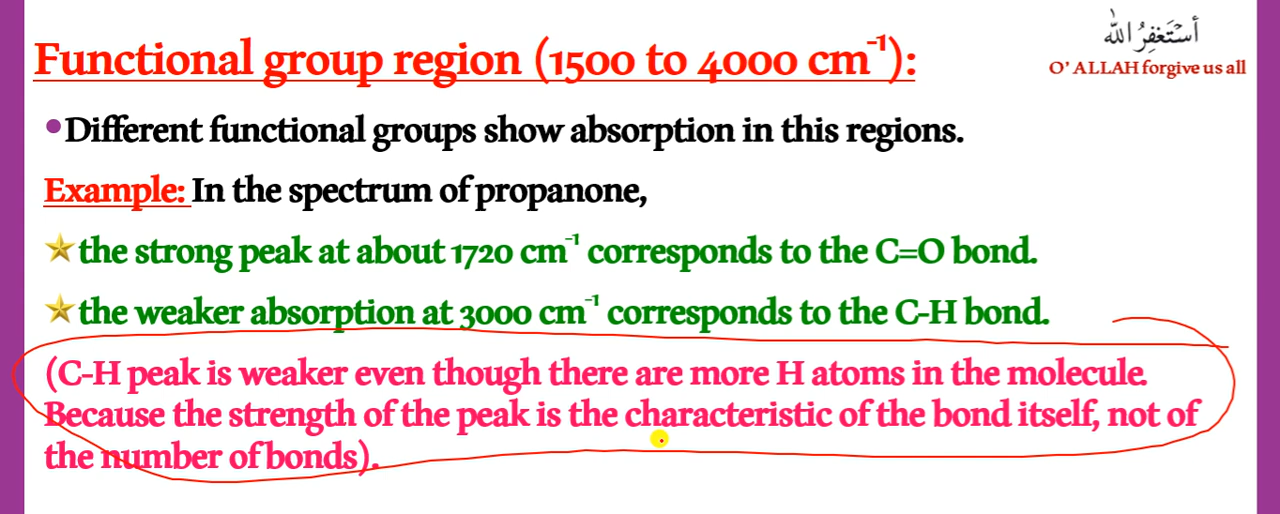 أستَغفِرُ الله
O' ALLAH forgive us all
Functional group region (1500 to 4000 cm⁻¹):
•Different functional groups show absorption in this regions.
Example: In the spectrum of propanone,
the strong peak at about 1720 cm⁻¹ corresponds to the C=O bond.
the weaker absorption at 3000 cm⁻¹ corresponds to the C-H bond.
(C-H peak is weaker even though there are more H atoms in the molecule.
Because the strength of the peak is the characteristic of the bond itself, not of
the number of bonds).